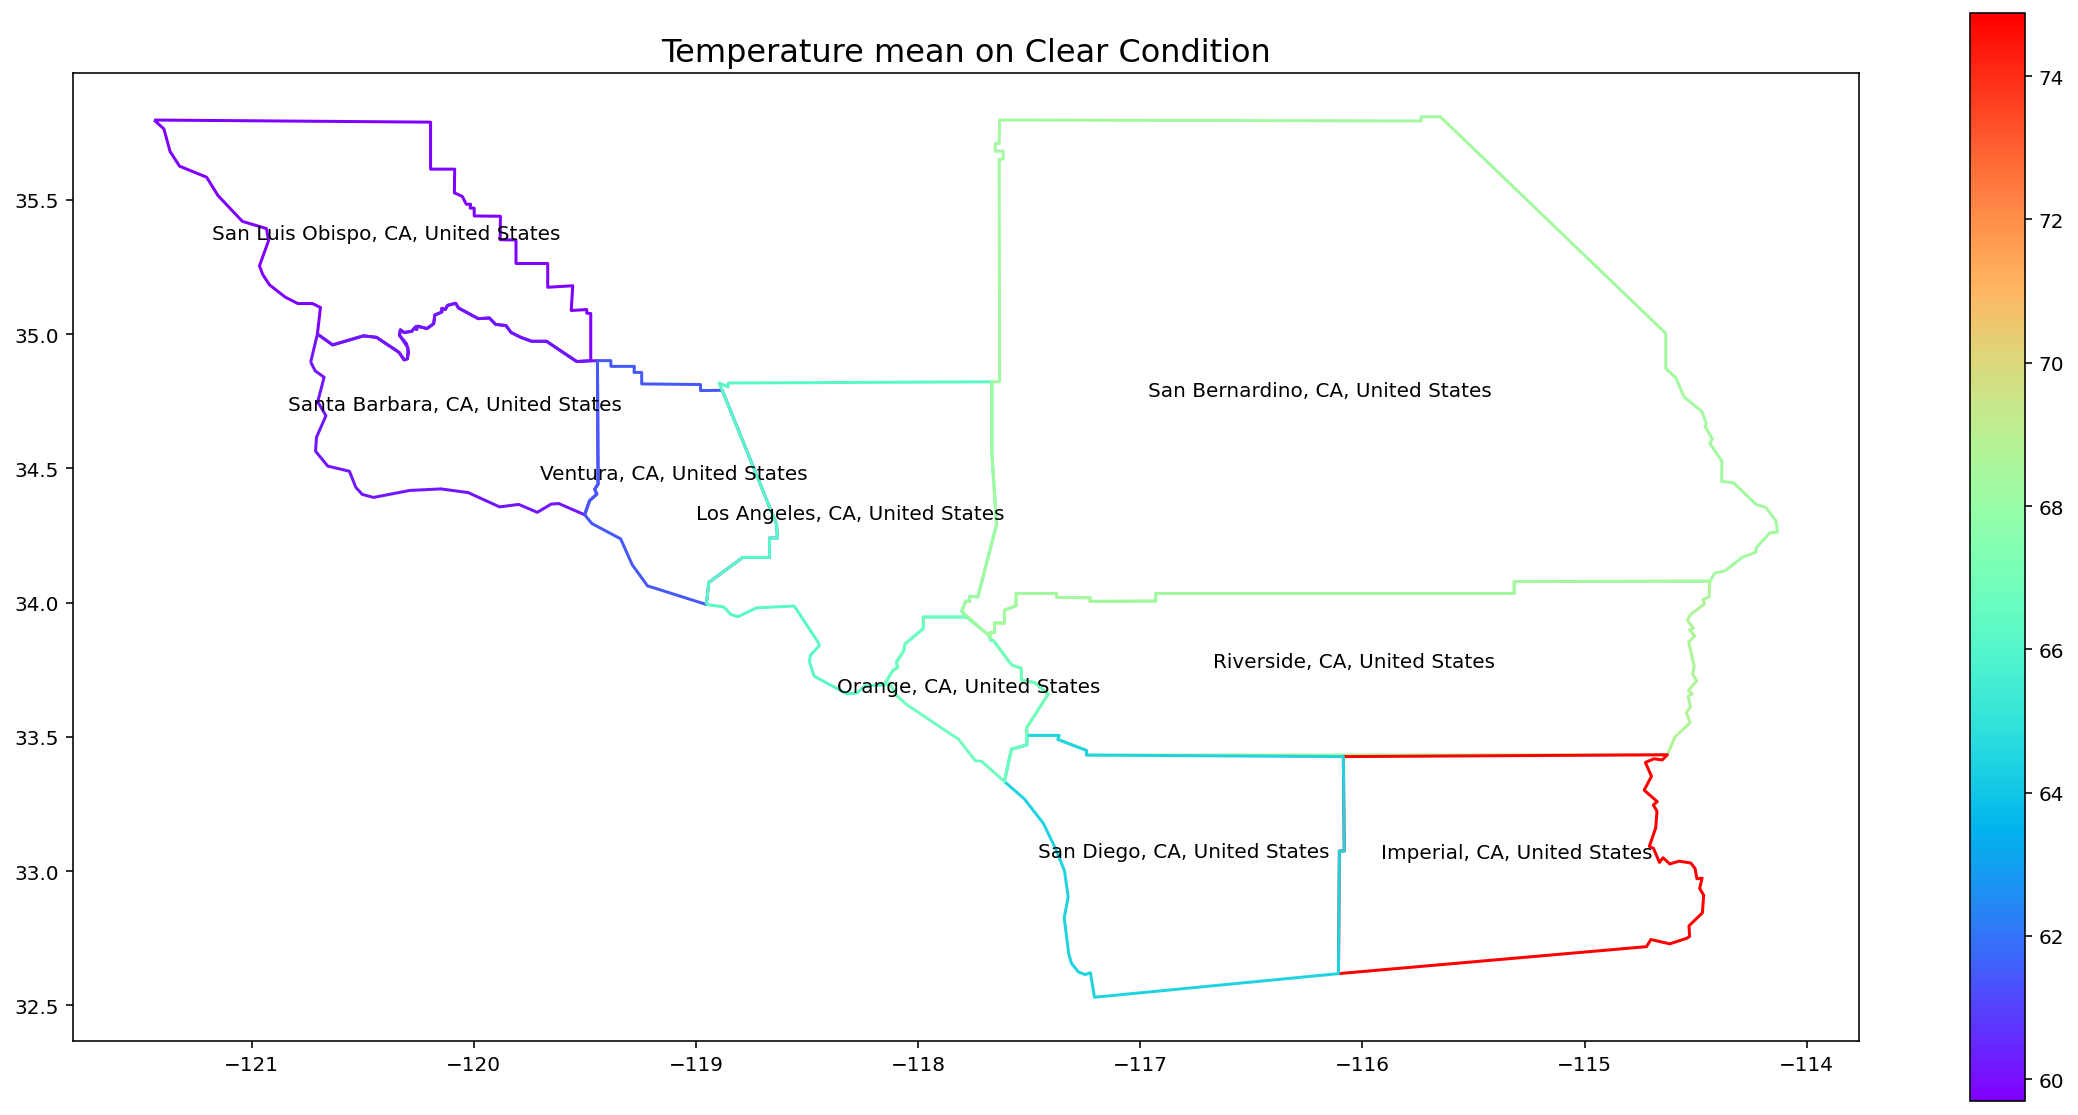 Temperature mean on Clear Condition
35.5
35.0
34.5
34.0
33.5
33.0
32.5
San Luis Obispo, CA, United States
Santa Barbara, CA, United States
Ventura, CA, United States
Los Angeles, CA, United States
San Bernardino, CA, United States
Riverside, CA, United States
Orange, CA, United States
San Diego, CA, United States
Imperial, CA, United States
−121 −120 −119 −118 −117 −116 −115 −114
74
72
70
68
66
64
62
60